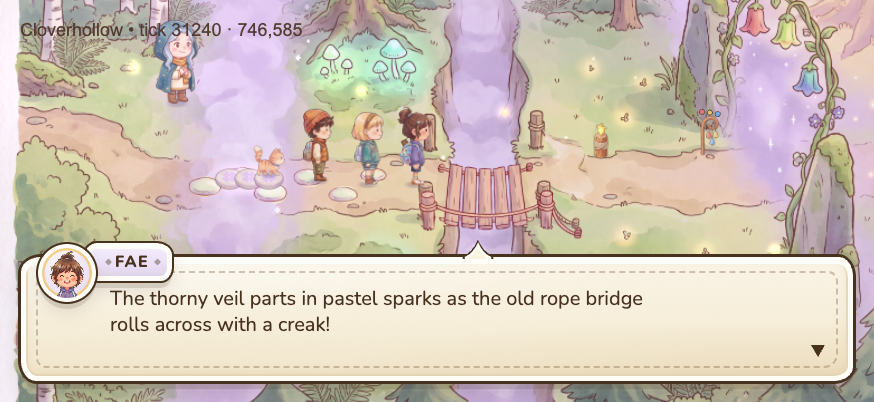 Cloverhollow • tick 31240 · 746,585
FAE
The thorny veil parts in pastel sparks as the old rope bridge
rolls across with a creak!